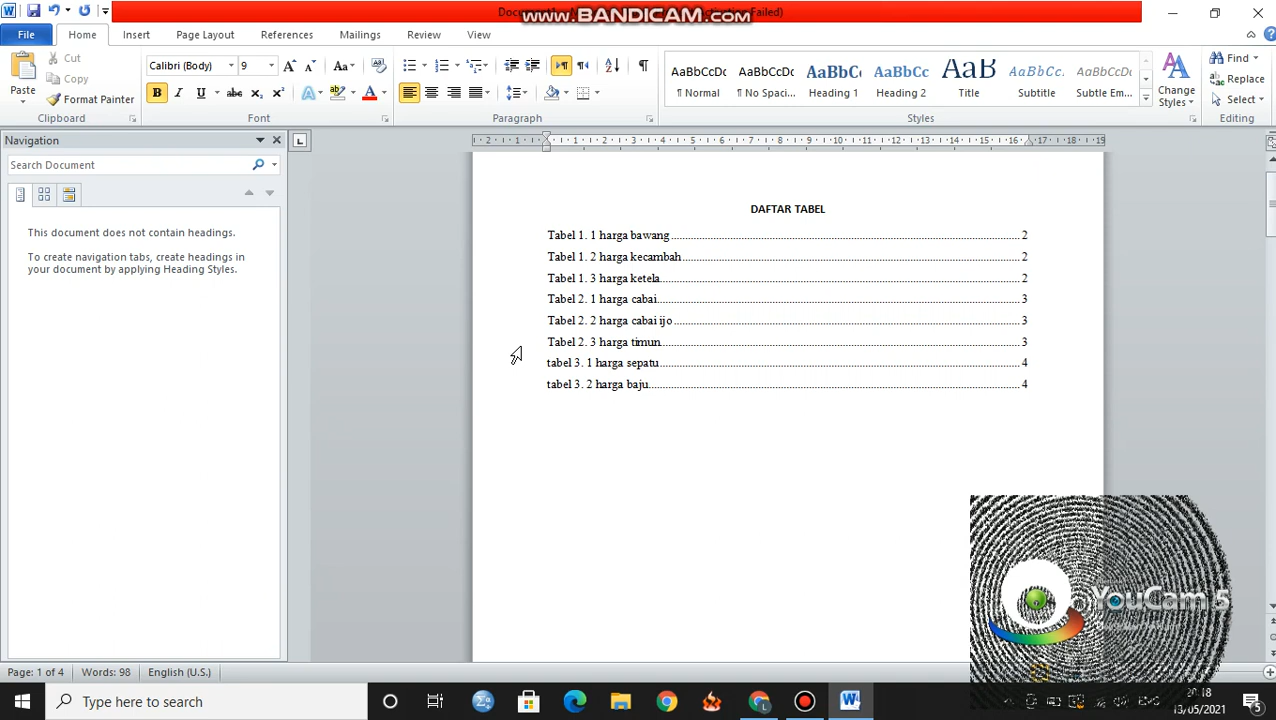 www.BANDICAM.com
File Home Insert Page Layout References Mailings Review View
Paste
Cut
Copy
Format Painter
Clipboard
Calibri (Body) 9
Font
Paragraph
AaBbCcDc AaBbCcDc AaBbC AaBbCc AaB AaBbCc. AaBbCcDc
¶ Normal ¶ No Spaci... Heading 1 Heading 2 Title Subtitle Subtle Em...
Change Styles
Styles
Find
Replace
Select
Editing
Navigation
Search Document
This document does not contain headings.
To create navigation tabs, create headings in
your document by applying Heading Styles.
DAFTAR TABEL
Tabel 1. 1 harga bawang 2
Tabel 1. 2 harga kecambah 2
Tabel 1. 3 harga ketela 2
Tabel 2. 1 harga cabai 3
Tabel 2. 2 harga cabai ijo 3
Tabel 2. 3 harga timun 3
tabel 3. 1 harga sepatu 4
tabel 3. 2 harga baju 4
YouCam 5
Page: 1 of 4 Words: 98 English (U.S.)
Type here to search
ENG
20:18
13/05/2021
5